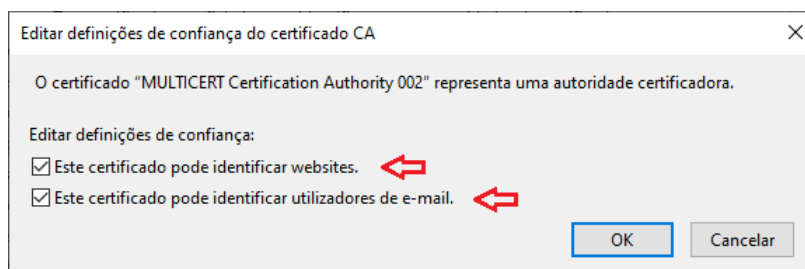 Editar definições de confiança do certificado CA
O certificado “MULTICERT Certification Authority 002” representa uma autoridade certificadora.
Editar definições de confiança:
Este certificado pode identificar websites.
Este certificado pode identificar utilizadores de e-mail.
OK Cancelar